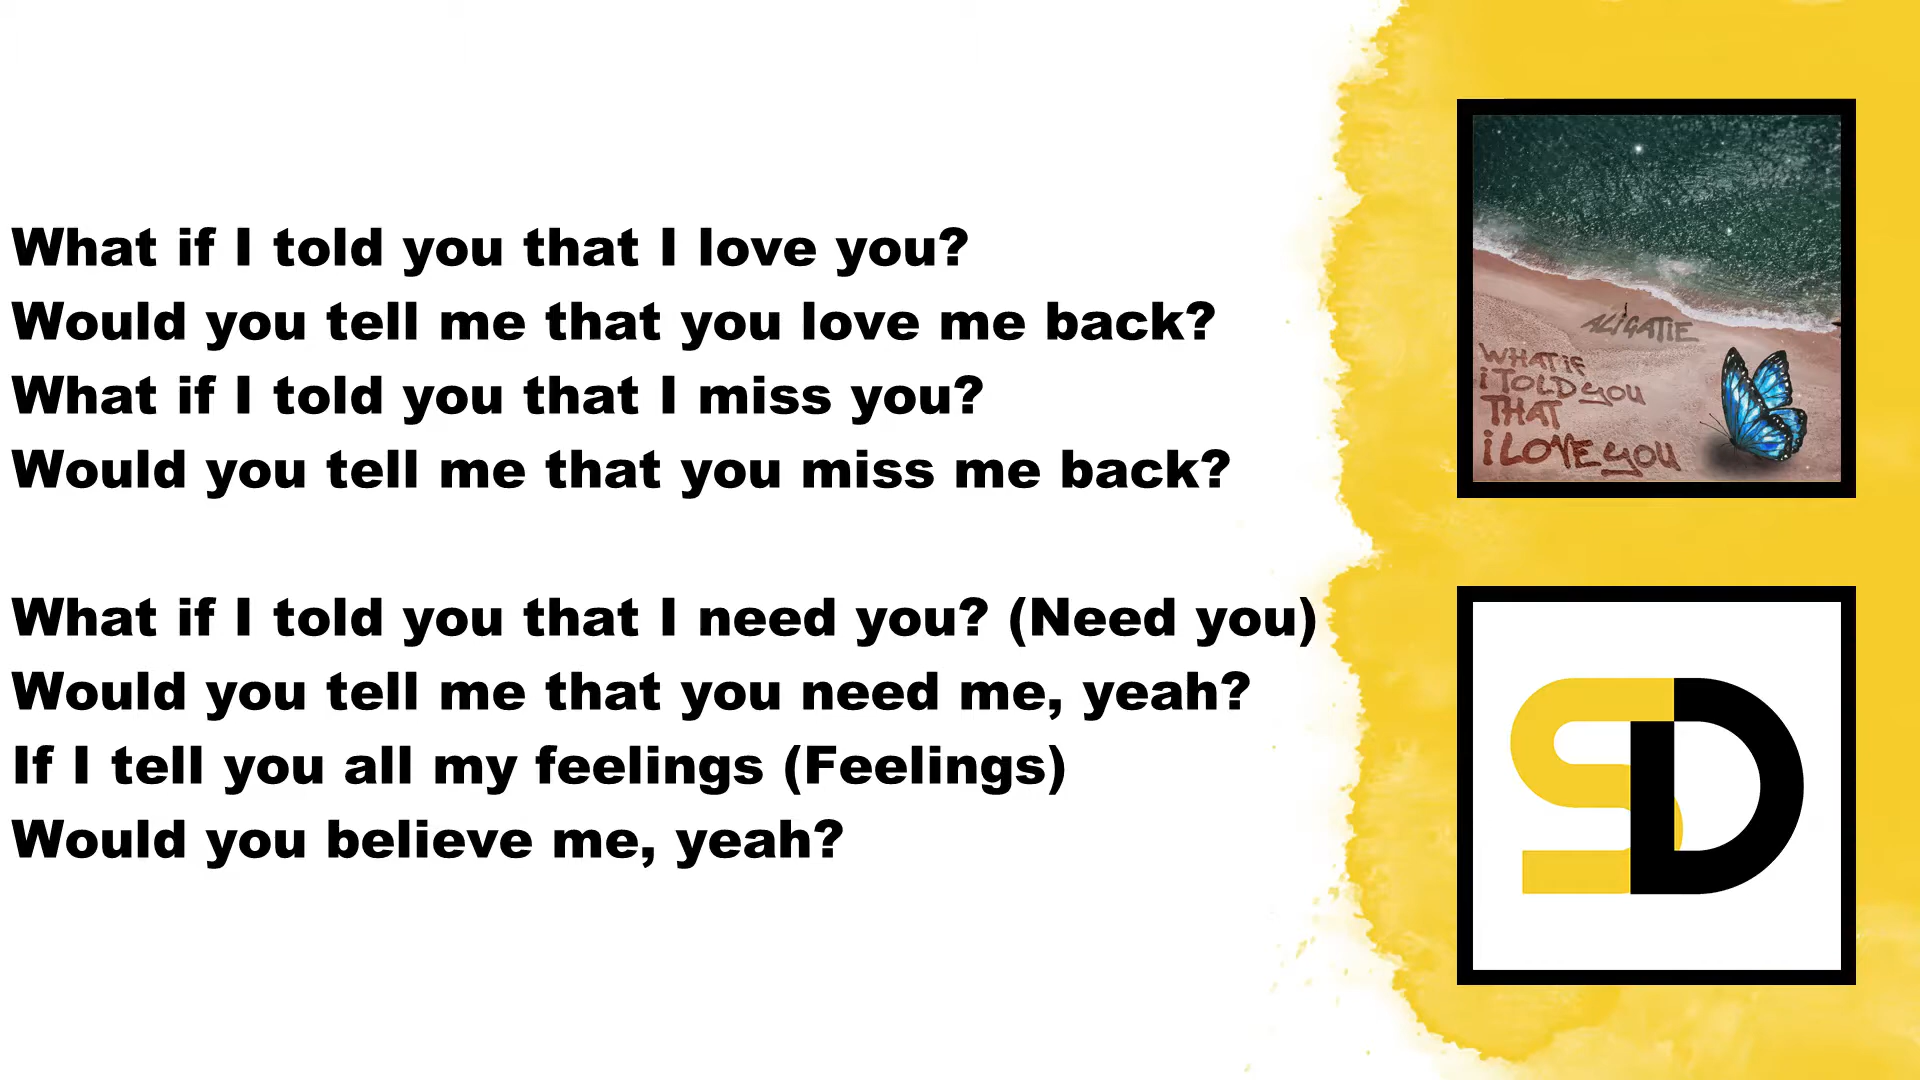 What if I told you that I love you?
Would you tell me that you love me back?
What if I told you that I miss you?
Would you tell me that you miss me back?
What if I told you that I need you? (Need you)
Would you tell me that you need me, yeah?
If I tell you all my feelings (Feelings)
Would you believe me, yeah?
ALI GATIE
WHAT IF
I TOLD YOU
THAT
I LOVE YOU
SD